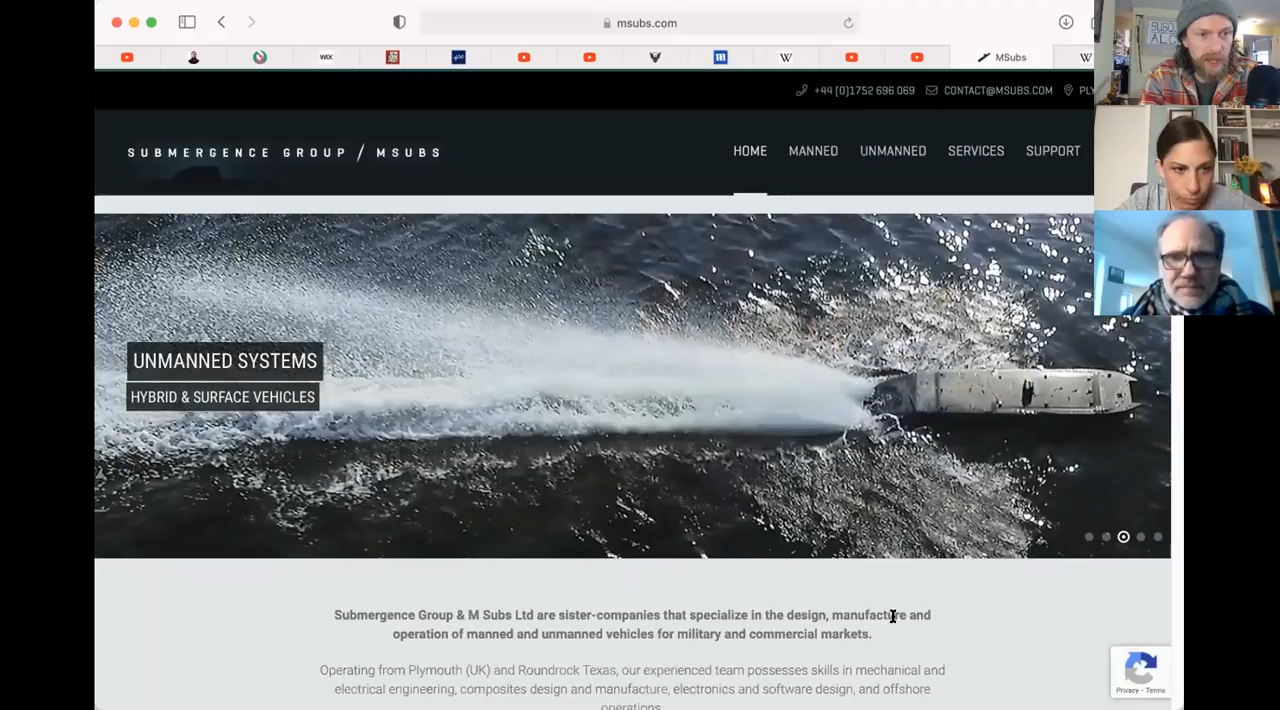 msubs.com
WIX
406
m
W
MSubs
W
+44 (0)1752 696 069
CONTACT@MSUBS.COM
PLY
SUBMERGENCE GROUP / MSUBS
HOME
MANNED
UNMANNED
SERVICES
SUPPORT
UNMANNED SYSTEMS
HYBRID & SURFACE VEHICLES
Submergence Group & M Subs Ltd are sister-companies that specialize in the design, manufacture and
operation of manned and unmanned vehicles for military and commercial markets.
Operating from Plymouth (UK) and Roundrock Texas, our experienced team possesses skills in mechanical and
electrical engineering, composites design and manufacture, electronics and software design, and offshore
operations.
Privacy - Terms